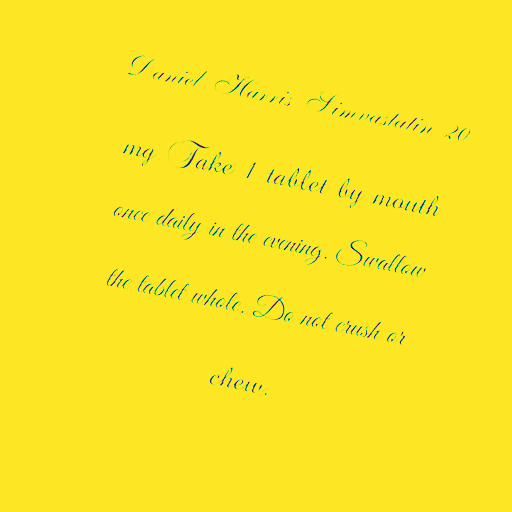 Daniel Harris Simvastatin 20
mg Take 1 tablet by mouth
once daily in the evening. Swallow
the tablet whole. Do not crush or
chew.